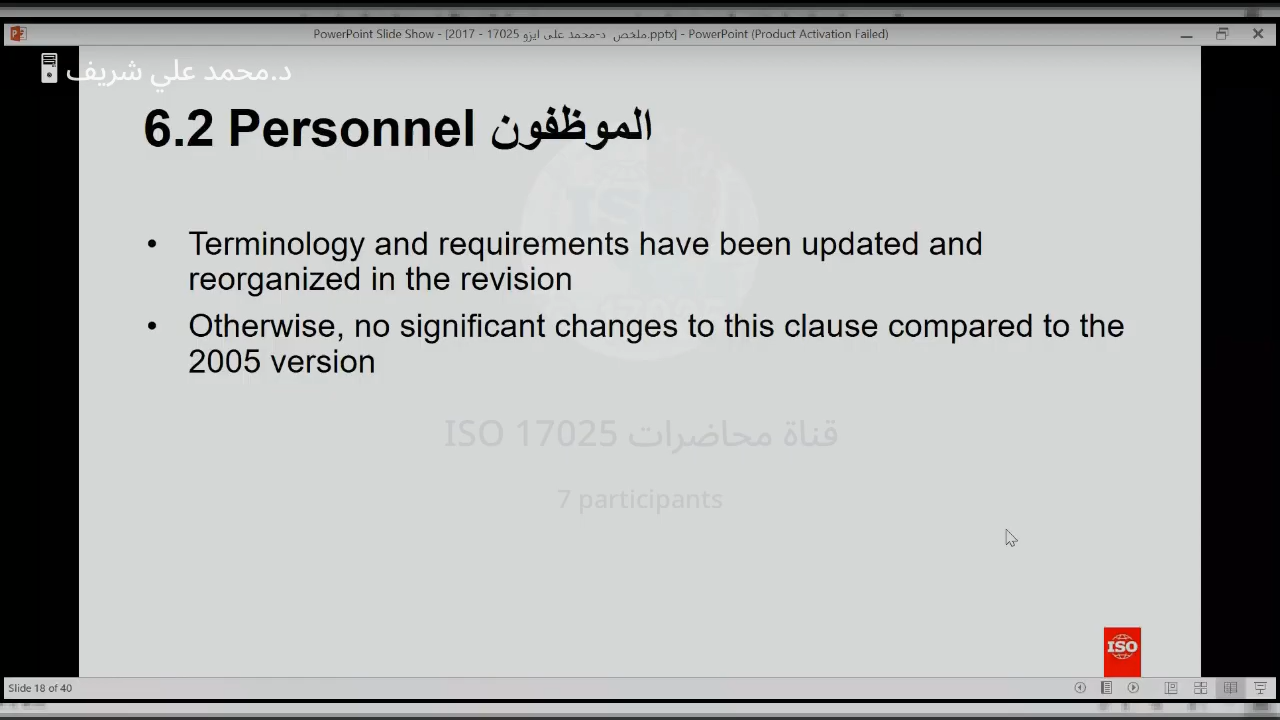 PowerPoint Slide Show - [2017 - 17025 ملخص د-محمد على ايزو.pptx] - PowerPoint (Product Activation Failed)
د.محمد علي شريف
6.2 Personnel الموظفون
• Terminology and requirements have been updated and
reorganized in the revision
• Otherwise, no significant changes to this clause compared to the
2005 version
قناة محاضرات ISO 17025
7 participants
ISO
Slide 18 of 40